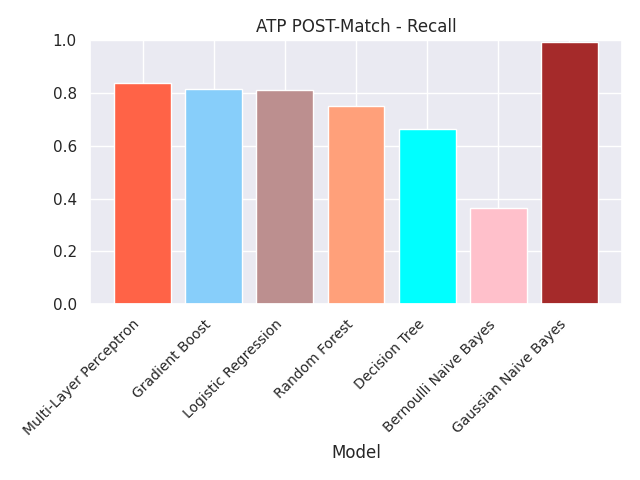 ATP POST-Match - Recall
1.0
0.8
0.6
0.4
0.2
0.0
Multi-Layer Perceptron
Gradient Boost
Logistic Regression
Random Forest
Decision Tree
Bernoulli Naive Bayes
Gaussian Naive Bayes
Model